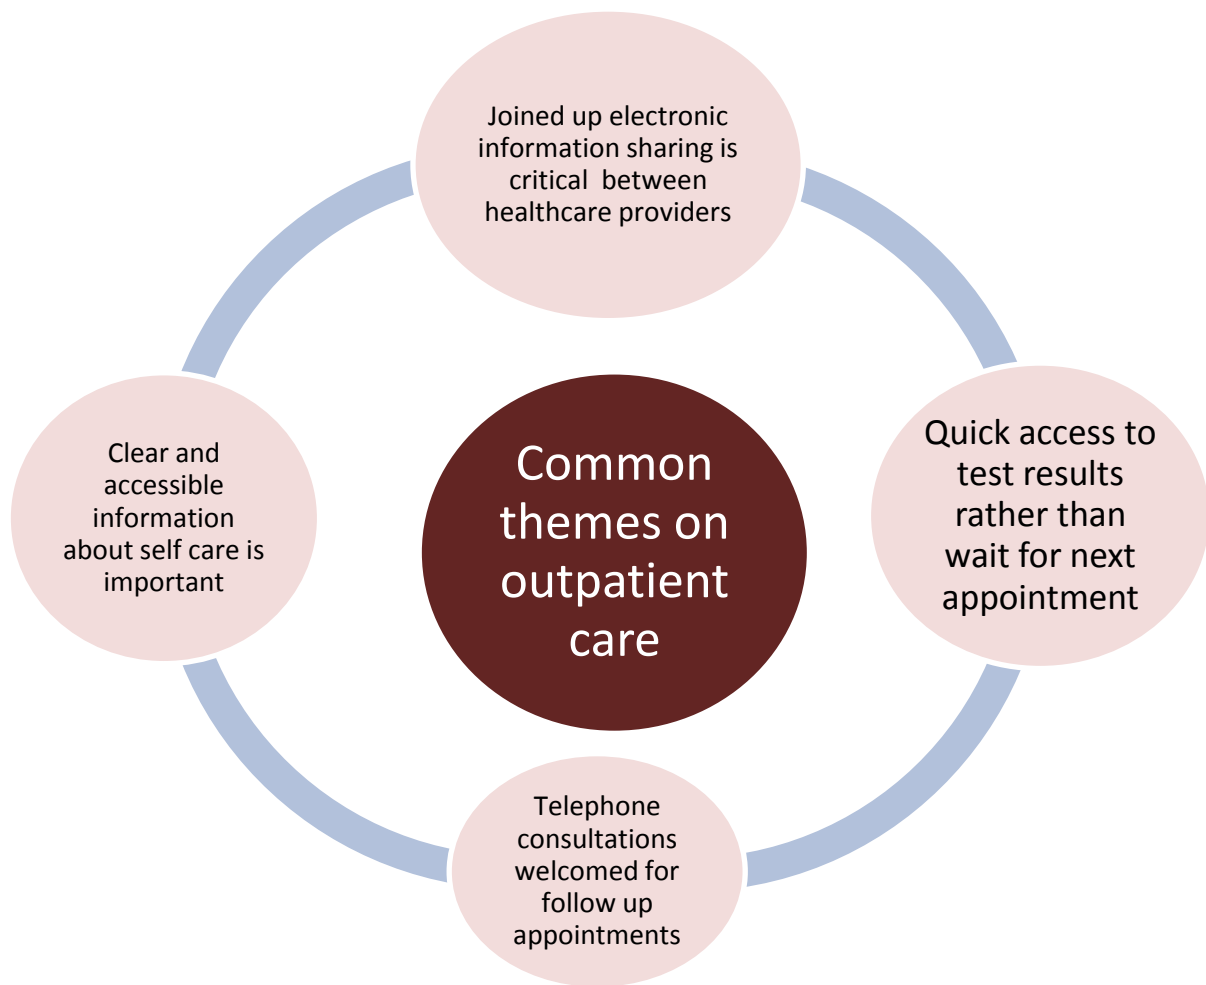 Joined up electronic
information sharing is
critical  between
healthcare providers
Quick access to
test results
rather than
wait for next
appointment
Common
themes on
outpatient
care
Clear and
accessible
information
about self care is
important
Telephone
consultations
welcomed for
follow up
appointments